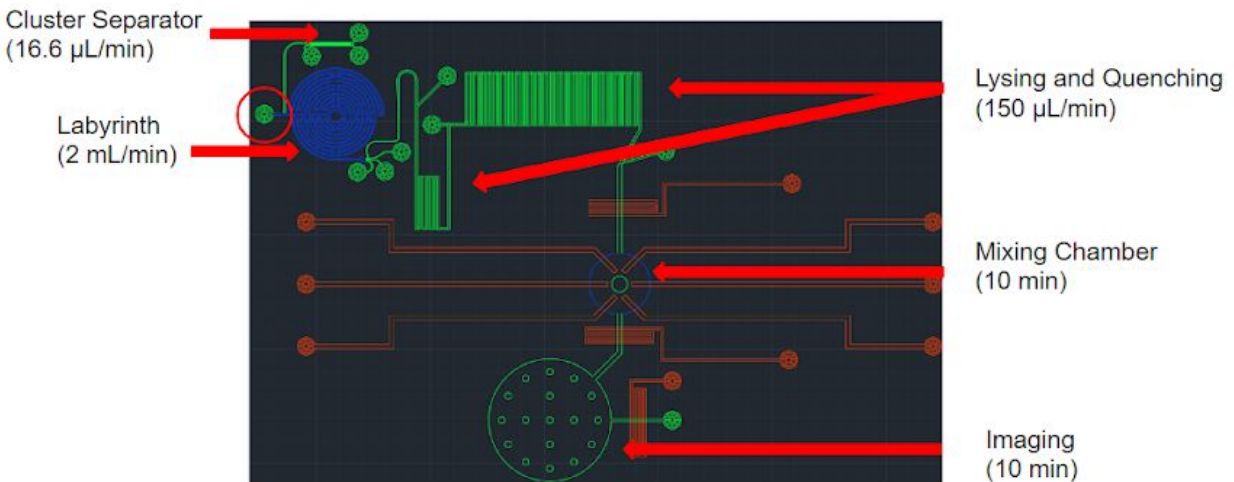 Cluster Separator
(16.6 µL/min)
Labyrinth
(2 mL/min)
Lysing and Quenching
(150 µL/min)
Mixing Chamber
(10 min)
Imaging
(10 min)